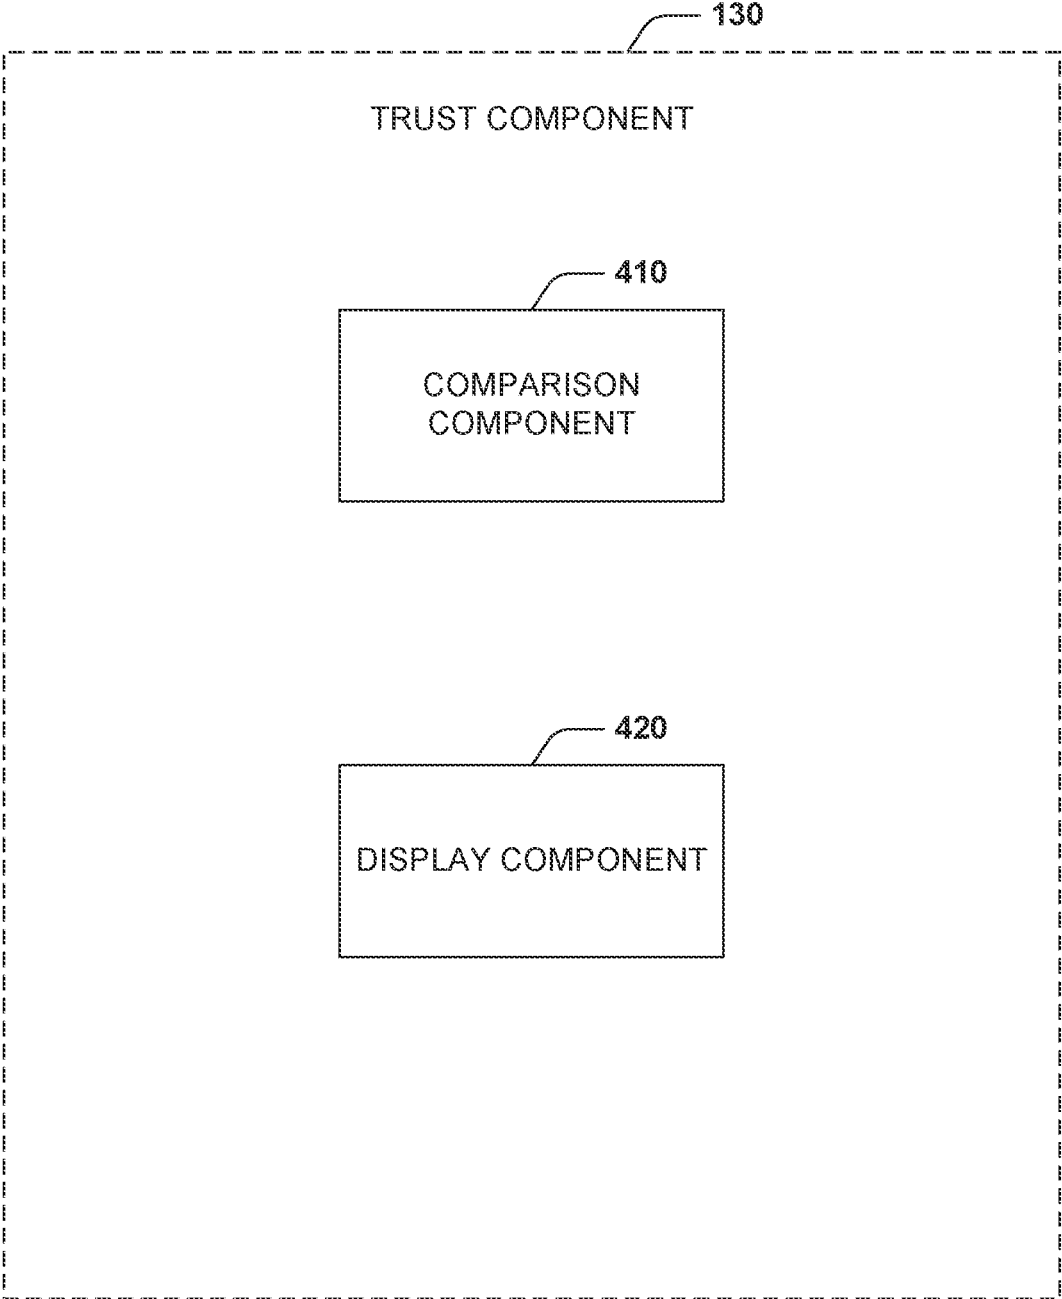 130
TRUST COMPONENT
410
COMPARISON
COMPONENT
420
DISPLAY COMPONENT